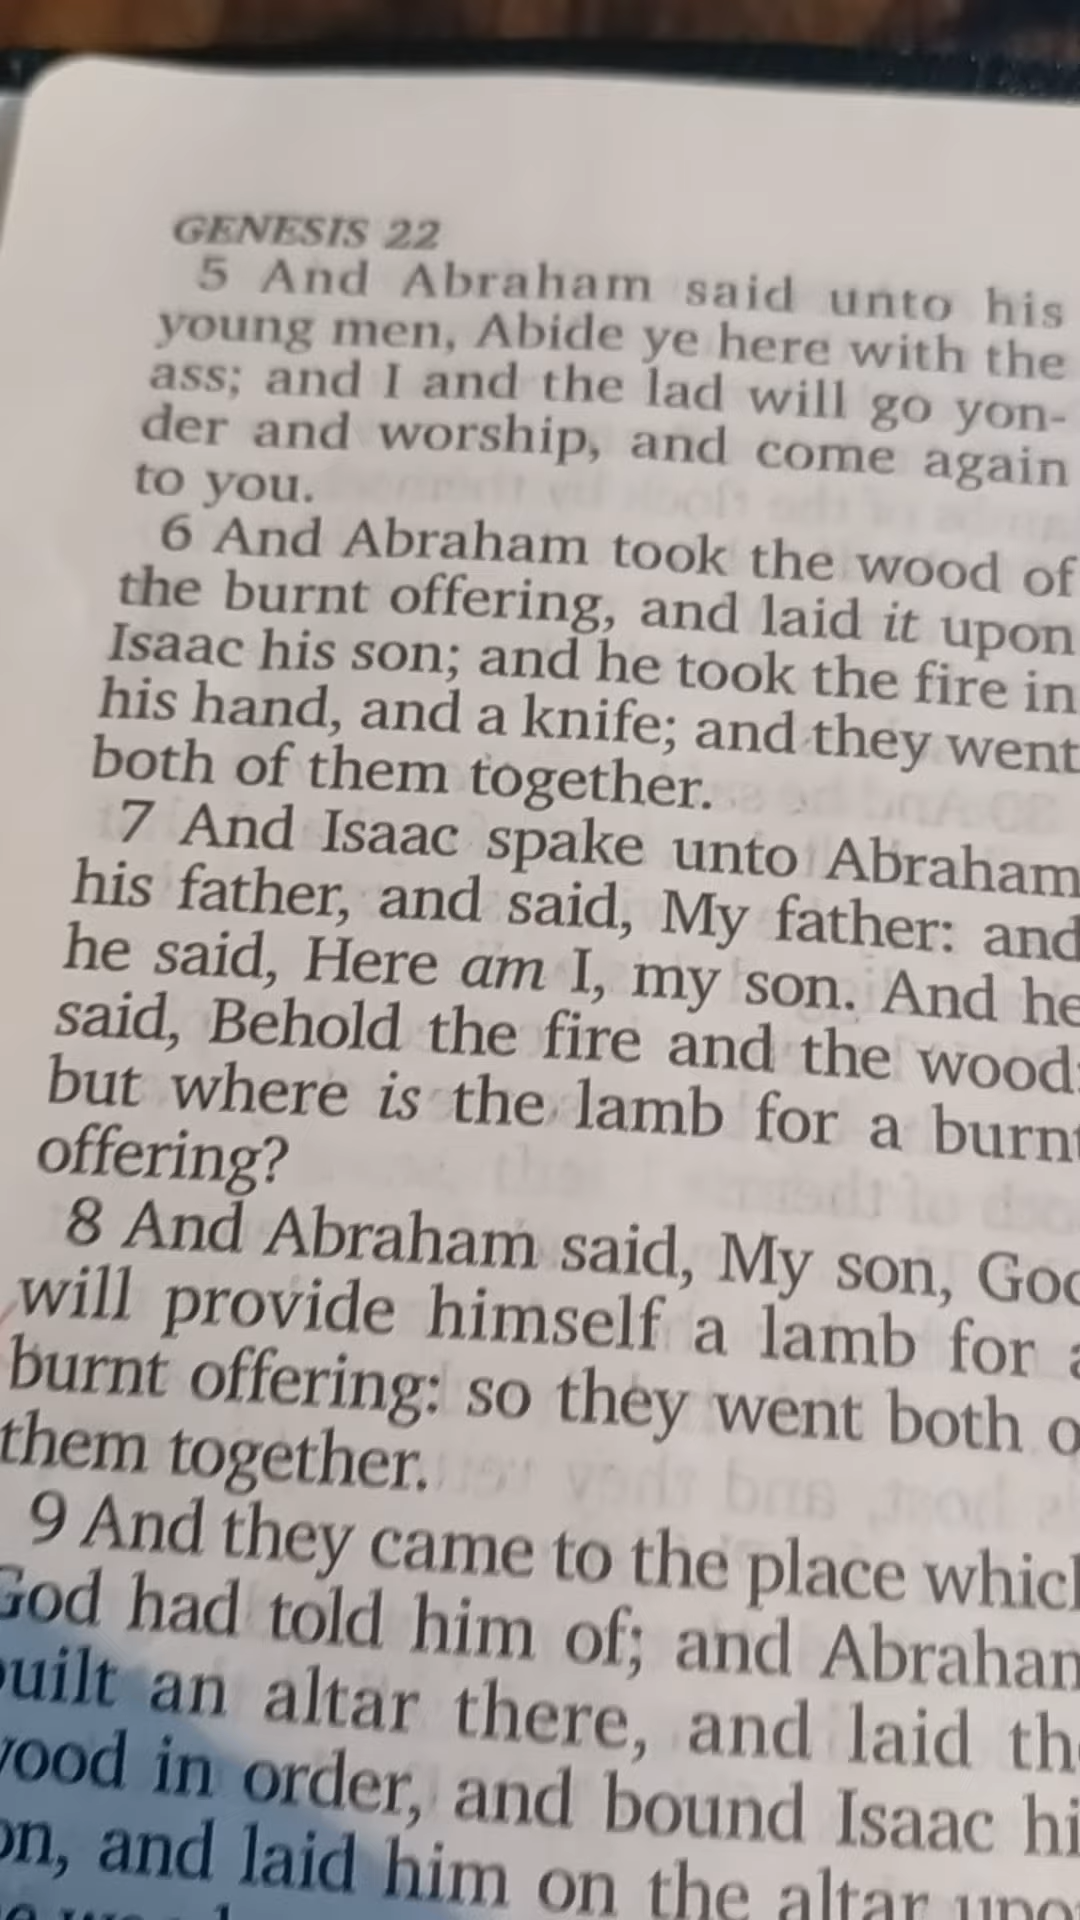 GENESIS 22
5 And Abraham said unto his
young men, Abide ye here with the
ass; and I and the lad will go yon-
der and worship, and come again
to you.
6 And Abraham took the wood of
the burnt offering, and laid it upon
Isaac his son; and he took the fire in
his hand, and a knife; and they went
both of them together.
7 And Isaac spake unto Abraham
his father, and said, My father: and
he said, Here am I, my son. And he
said, Behold the fire and the wood:
but where is the lamb for a burnt
offering?
8 And Abraham said, My son, God
will provide himself a lamb for a
burnt offering: so they went both o
them together.
9 And they came to the place which
God had told him of; and Abraham
built an altar there, and laid th
wood in order, and bound Isaac hi
on, and laid him on the altar upo